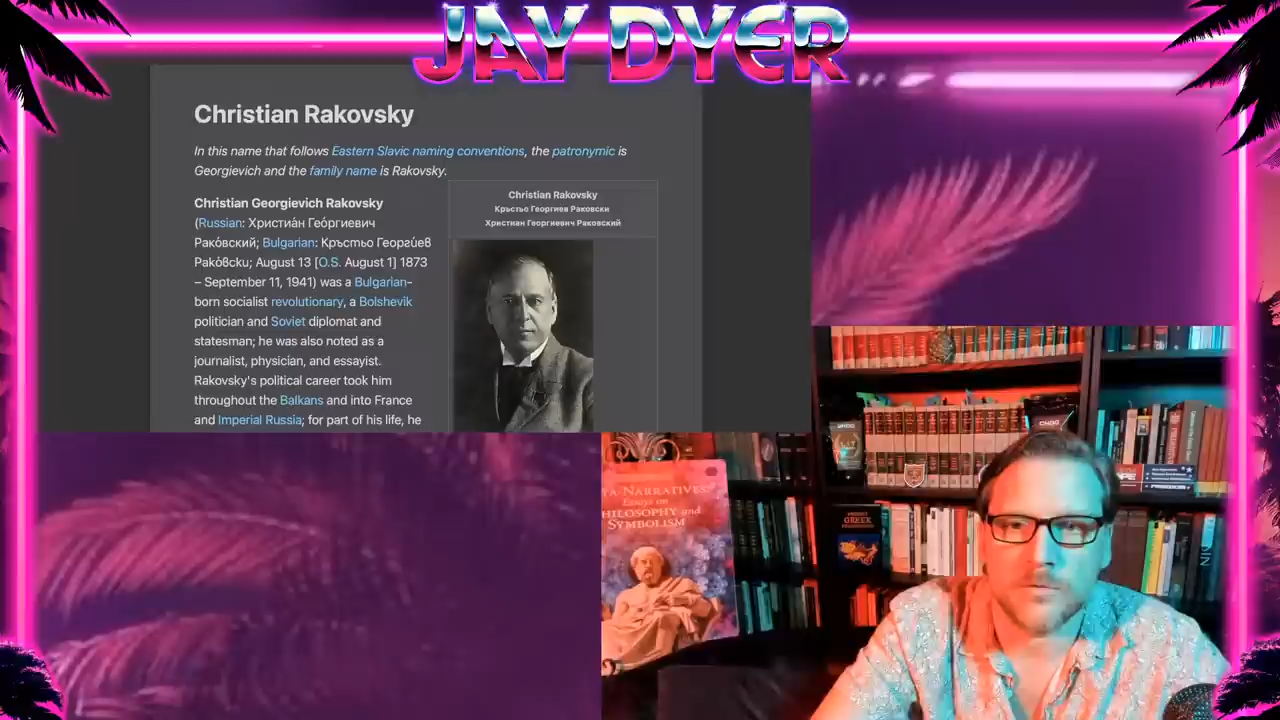 JAY DYER
Christian Rakovsky
In this name that follows Eastern Slavic naming conventions, the patronymic is
Georgievich and the family name is Rakovsky.
Christian Rakovsky
Кръстьо Георгиев Раковски
Христиан Георгиевич Раковский
Christian Georgievich Rakovsky
(Russian: Христиа́н Гео́ргиевич
Рако́вский; Bulgarian: Кръстьо Георги́ев
Рако́вски; August 13 [O.S. August 1] 1873
– September 11, 1941) was a Bulgarian-
born socialist revolutionary, a Bolshevik
politician and Soviet diplomat and
statesman; he was also noted as a
journalist, physician, and essayist.
Rakovsky's political career took him
throughout the Balkans and into France
and Imperial Russia; for part of his life, he
TA-NARRATIVES:
Essays on
HILOSOPHY and
SYMBOLISM
GREEK